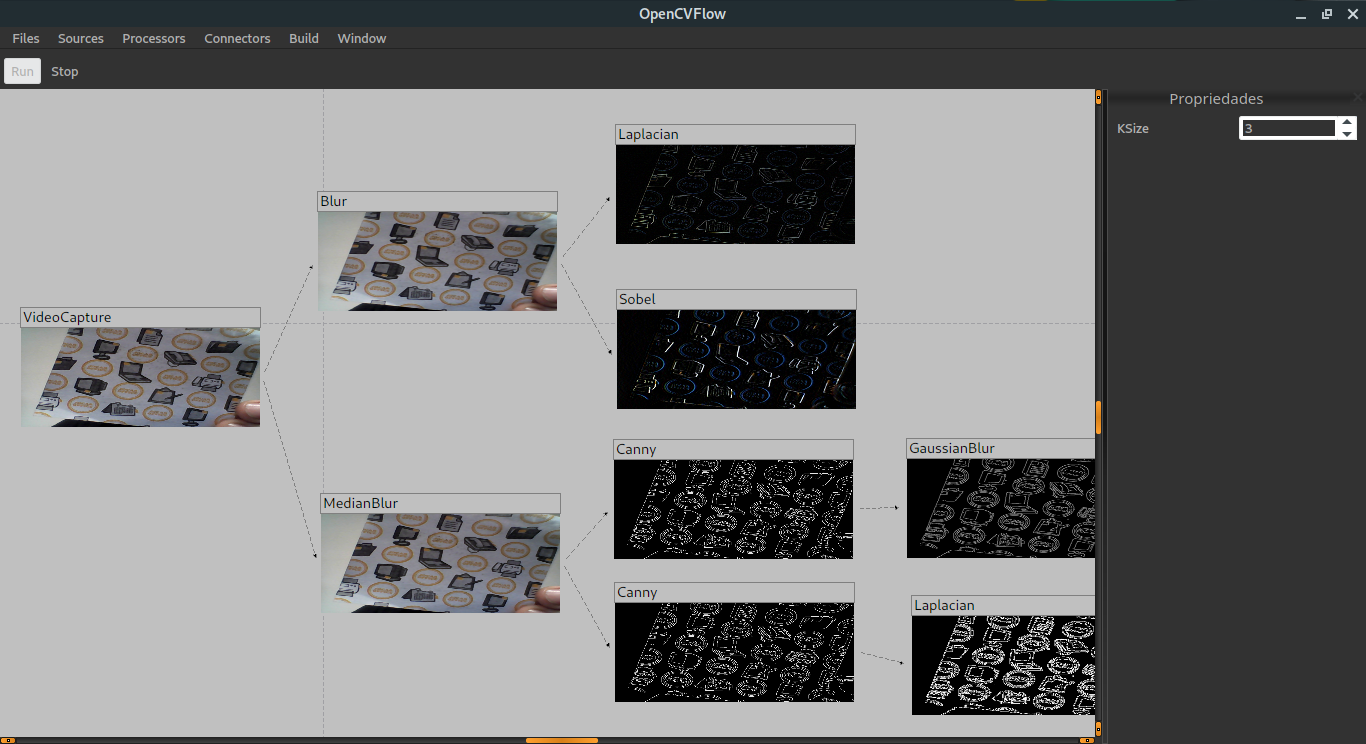 OpenCVFlow
Files Sources Processors Connectors Build Window
Run Stop
Propriedades
KSize 3
Laplacian
Blur
Sobel
VideoCapture
Canny
GaussianBlur
MedianBlur
Canny
Laplacian